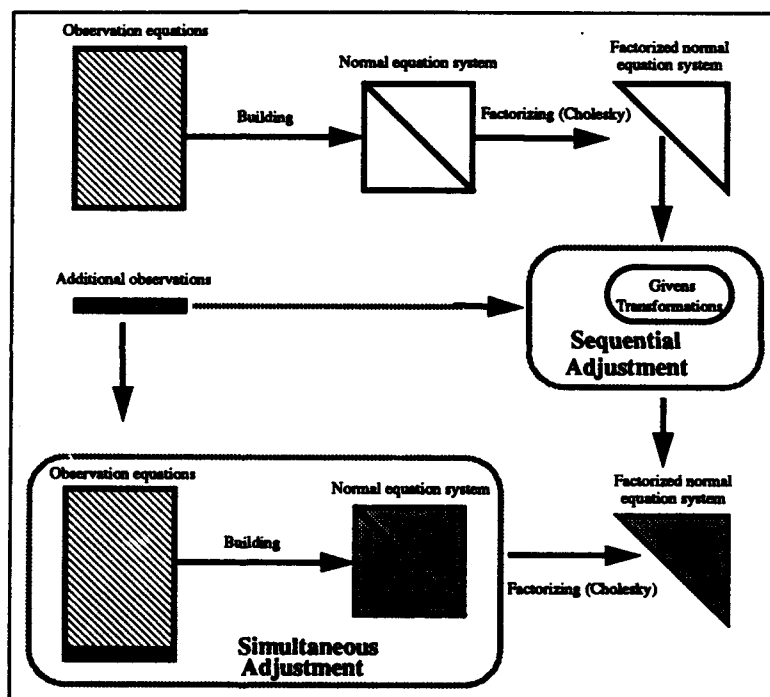 Observation equations
Normal equation system
Factorized normal
equation system
Building
Factorizing (Cholesky)
Additional observations
Givens
Transformations
Sequential
Adjustment
Observation equations
Normal equation system
Factorized normal
equation system
Building
Factorizing (Cholesky)
Simultaneous
Adjustment